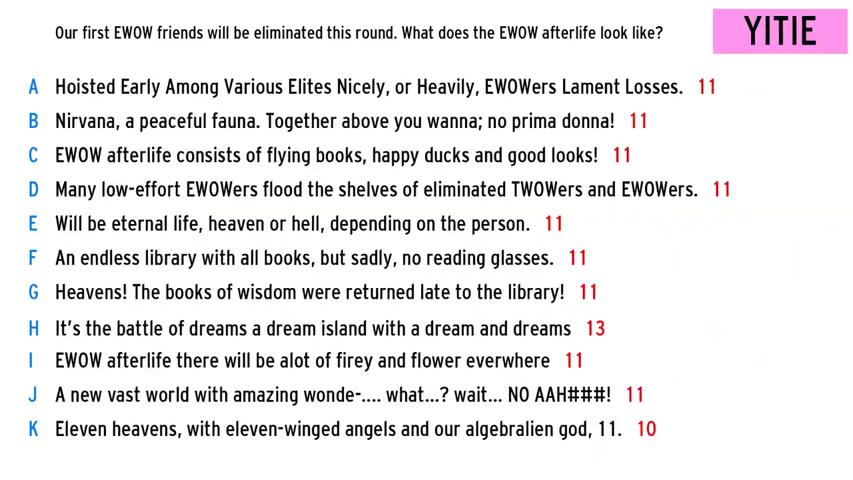 Our first EWOW friends will be eliminated this round. What does the EWOW afterlife look like?
YITIE
A Hoisted Early Among Various Elites Nicely, or Heavily, EWOWers Lament Losses. 11
B Nirvana, a peaceful fauna. Together above you wanna; no prima donna! 11
C EWOW afterlife consists of flying books, happy ducks and good looks! 11
D Many low-effort EWOWers flood the shelves of eliminated TWOWers and EWOWers. 11
E Will be eternal life, heaven or hell, depending on the person. 11
F An endless library with all books, but sadly, no reading glasses. 11
G Heavens! The books of wisdom were returned late to the library! 11
H It's the battle of dreams a dream island with a dream and dreams 13
I EWOW afterlife there will be alot of firey and flower everwhere 11
J A new vast world with amazing wonde-.... what...? wait... NO AAH###! 11
K Eleven heavens, with eleven-winged angels and our algebralien god, 11. 10